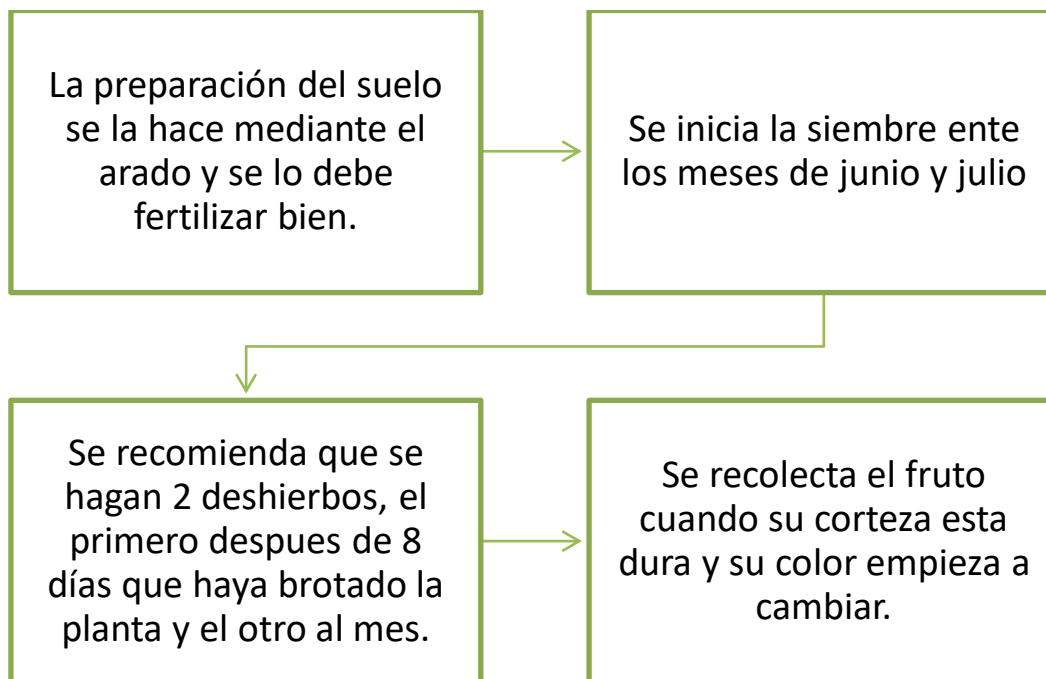 La preparación del suelo
se la hace mediante el
arado y se lo debe
fertilizar bien.
Se inicia la siembre ente
los meses de junio y julio
Se recomienda que se
hagan 2 deshierbos, el
primero despues de 8
días que haya brotado la
planta y el otro al mes.
Se recolecta el fruto
cuando su corteza esta
dura y su color empieza a
cambiar.